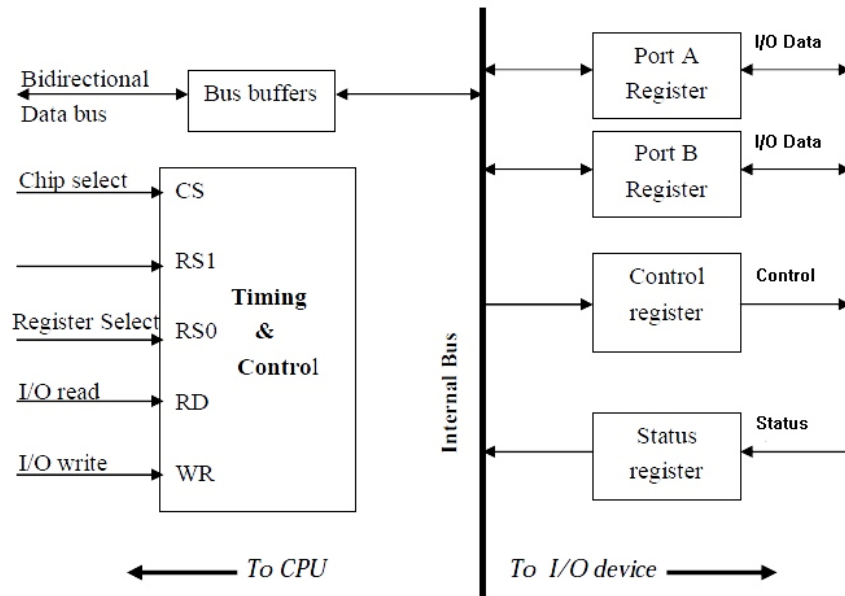 Bidirectional
Data bus
Bus buffers
Chip select
CS
RS1
Register Select
RS0
I/O read
RD
I/O write
WR
Timing
&
Control
Internal Bus
Port A
Register
I/O Data
Port B
Register
I/O Data
Control
register
Control
Status
register
Status
To CPU
To I/O device